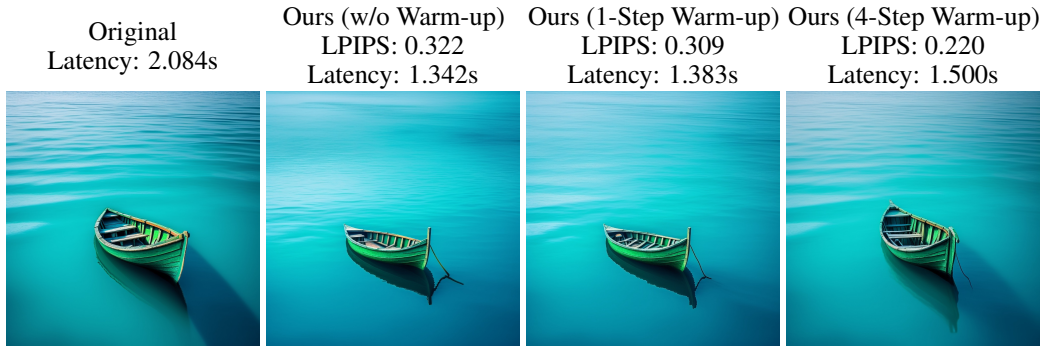 Original
Latency: 2.084s
Ours (w/o Warm-up)
LPIPS: 0.322
Latency: 1.342s
Ours (1-Step Warm-up)
LPIPS: 0.309
Latency: 1.383s
Ours (4-Step Warm-up)
LPIPS: 0.220
Latency: 1.500s